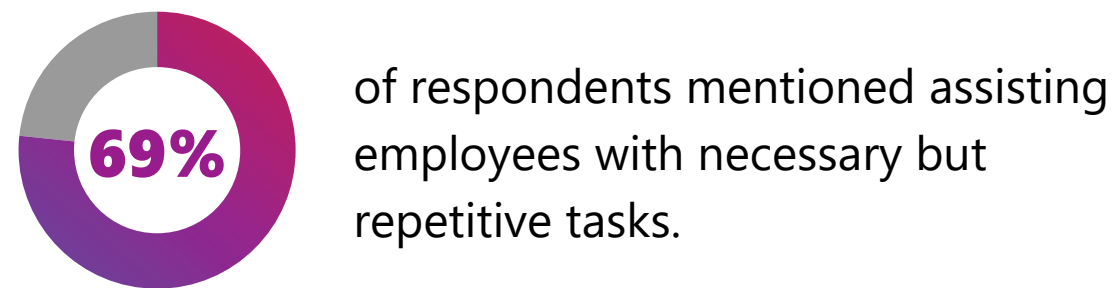 69%
of respondents mentioned assisting
employees with necessary but
repetitive tasks.